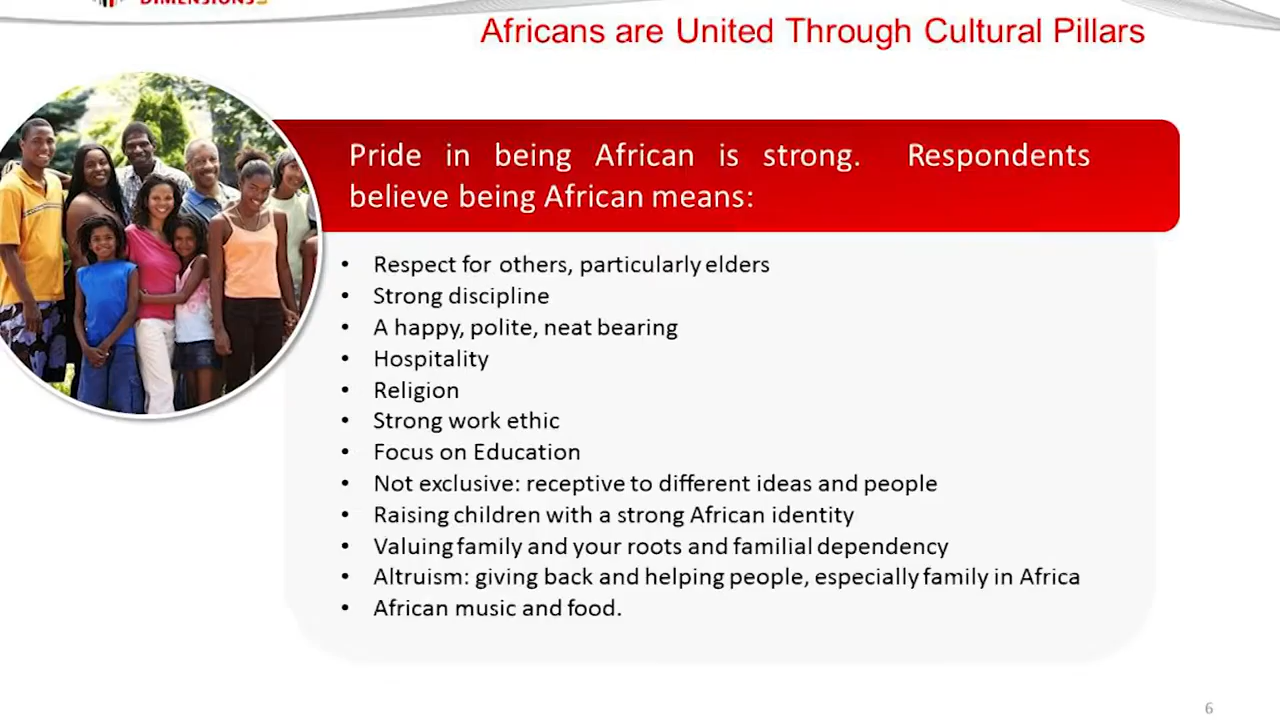 DIMENSIONS
Africans are United Through Cultural Pillars
Pride in being African is strong. Respondents
believe being African means:
• Respect for others, particularly elders
• Strong discipline
• A happy, polite, neat bearing
• Hospitality
• Religion
• Strong work ethic
• Focus on Education
• Not exclusive: receptive to different ideas and people
• Raising children with a strong African identity
• Valuing family and your roots and familial dependency
• Altruism: giving back and helping people, especially family in Africa
• African music and food.
6